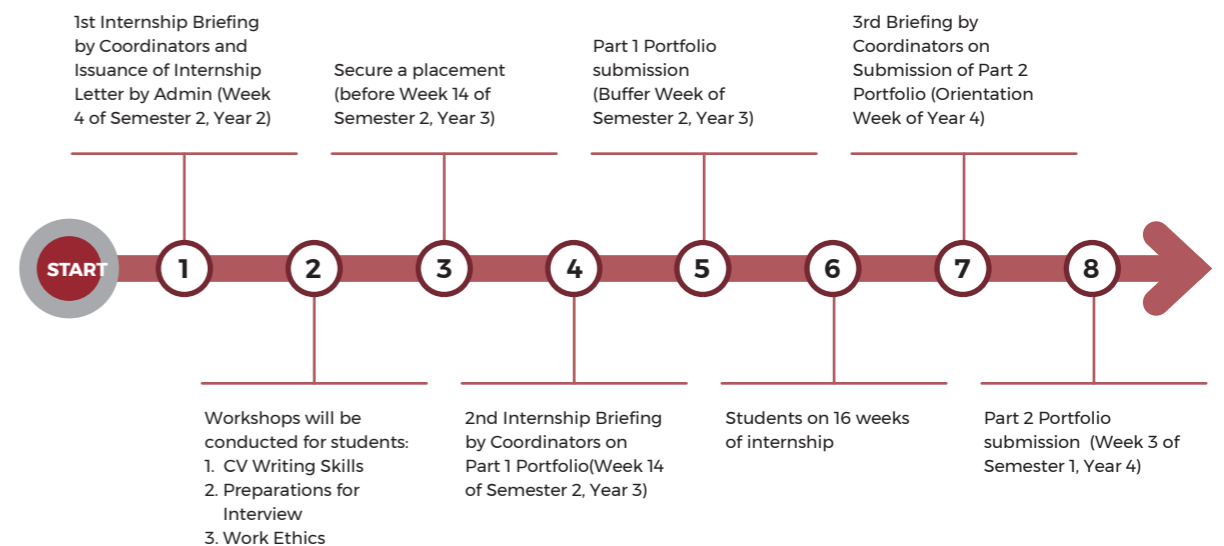 1st Internship Briefing
by Coordinators and
Issuance of Internship
Letter by Admin (Week
4 of Semester 2, Year 2)
Secure a placement
(before Week 14 of
Semester 2, Year 3)
Part 1 Portfolio
submission
(Buffer Week of
Semester 2, Year 3)
3rd Briefing by
Coordinators on
Submission of Part 2
Portfolio (Orientation
Week of Year 4)
START
1
2
3
4
5
6
7
8
Workshops will be
conducted for students:
1. CV Writing Skills
2. Preparations for
Interview
3. Work Ethics
2nd Internship Briefing
by Coordinators on
Part 1 Portfolio(Week 14
of Semester 2, Year 3)
Students on 16 weeks
of internship
Part 2 Portfolio
submission (Week 3 of
Semester 1, Year 4)